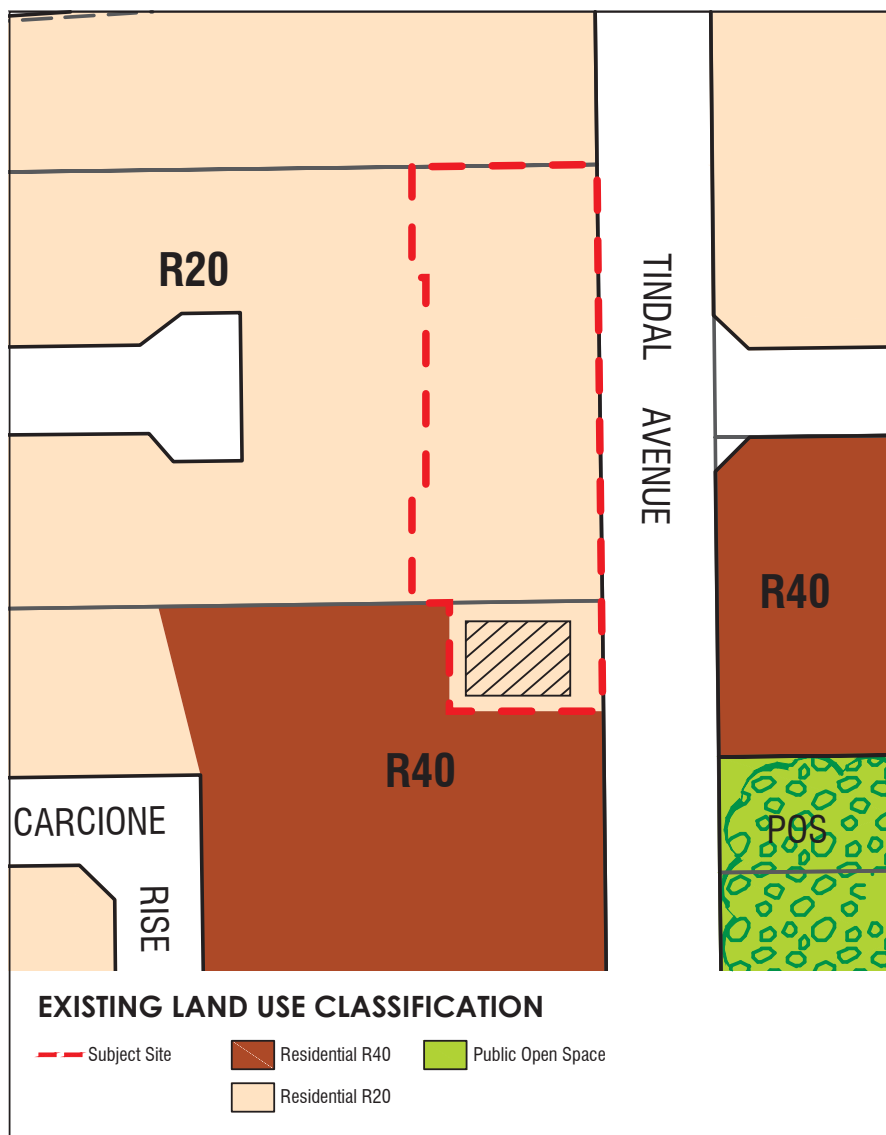 R20
TINDAL AVENUE
R40
R40
CARCIONE
POS
RISE
EXISTING LAND USE CLASSIFICATION
Subject Site
Residential R40
Public Open Space
Residential R20